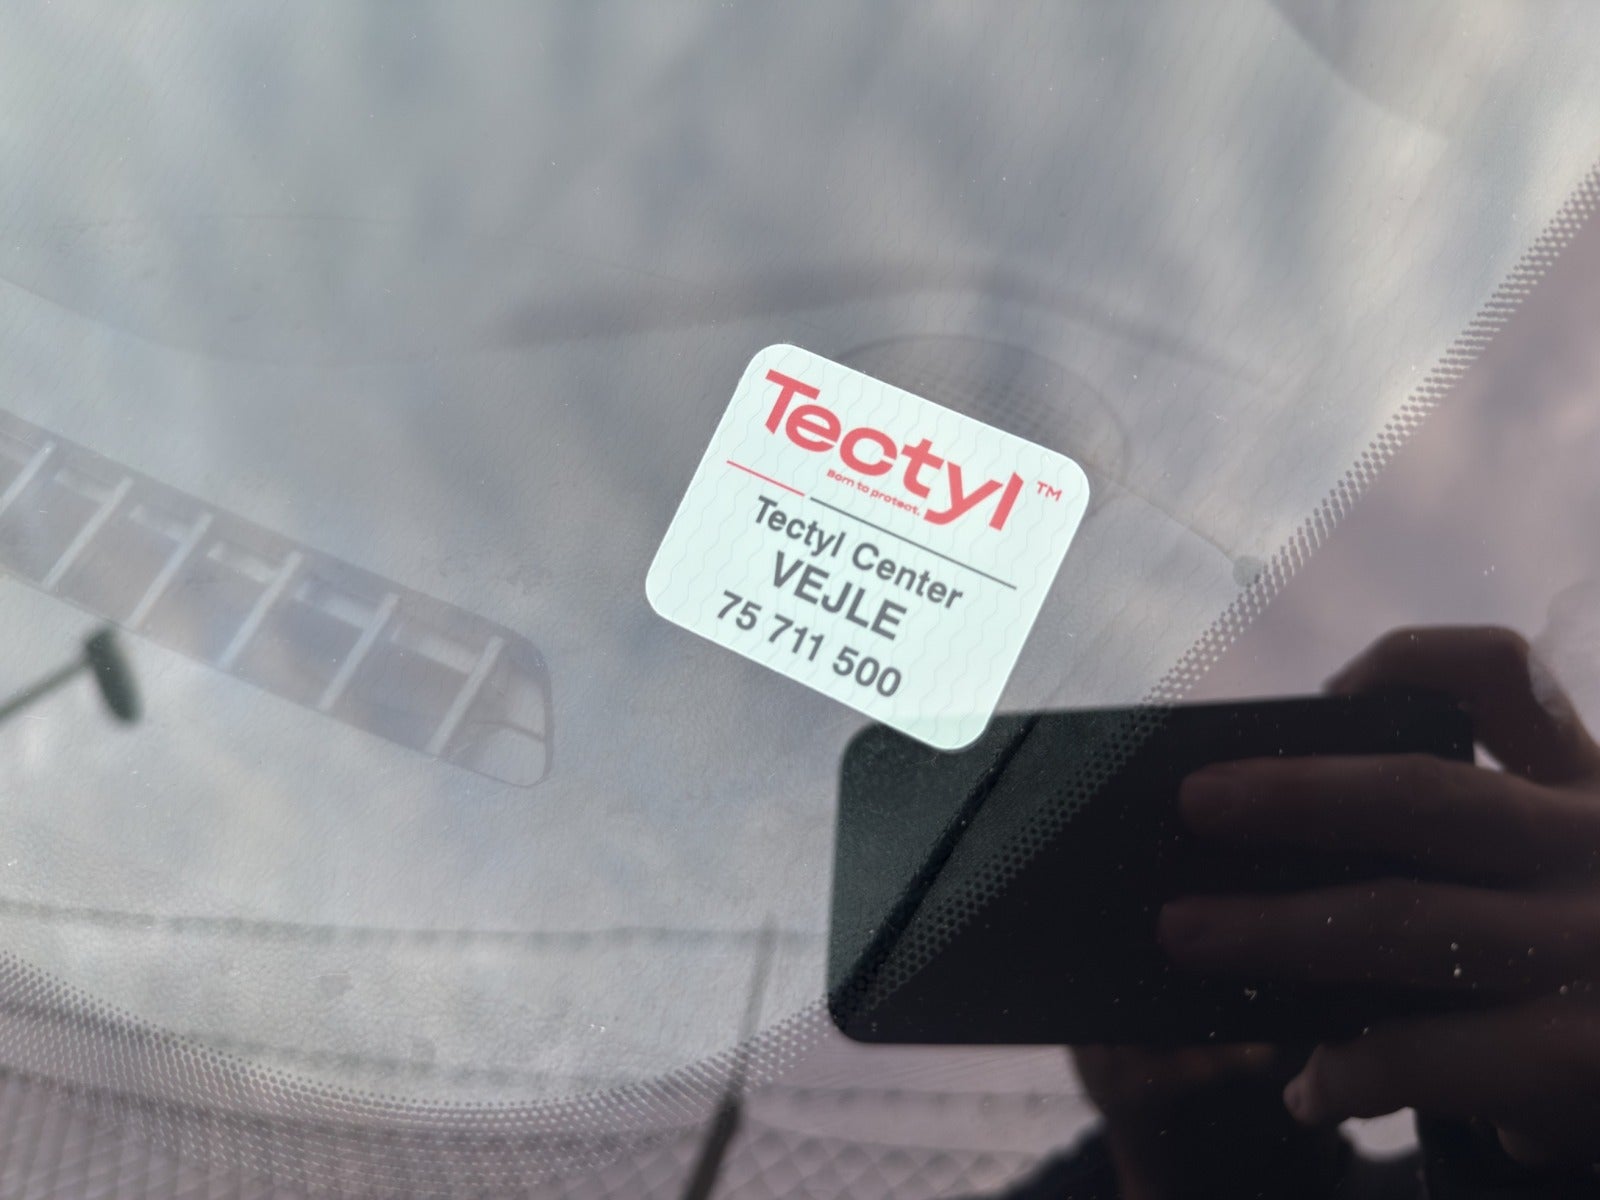 Tectyl™
Born to protect.
Tectyl Center
VEJLE
75 711 500